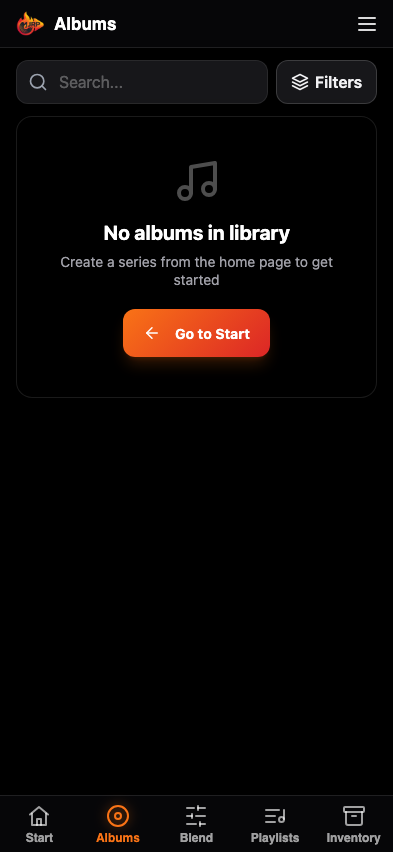 Albums
Search...
Filters
No albums in library
Create a series from the home page to get
started
Go to Start
Start
Albums
Blend
Playlists
Inventory